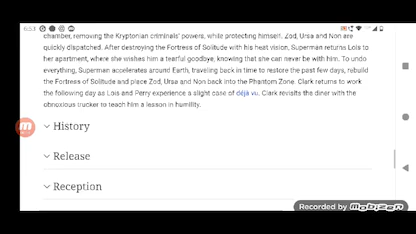 6:53
chamber, removing the Kryptonian criminals' powers, while protecting himself. Zod, Ursa and Non are
quickly dispatched. After destroying the Fortress of Solitude with his heat vision, Superman returns Lois to
her apartment, where she wishes him a tearful goodbye, knowing that she can never be with him. To undo
everything, Superman accelerates around Earth, traveling back in time to restore the past few days, rebuild
the Fortress of Solitude and place Zod, Ursa and Non back into the Phantom Zone. Clark returns to work
the following day as Lois and Perry experience a slight case of déjà vu. Clark revisits the diner with the
obnoxious trucker to teach him a lesson in humility.
History
Release
Reception
Recorded by Mobizen